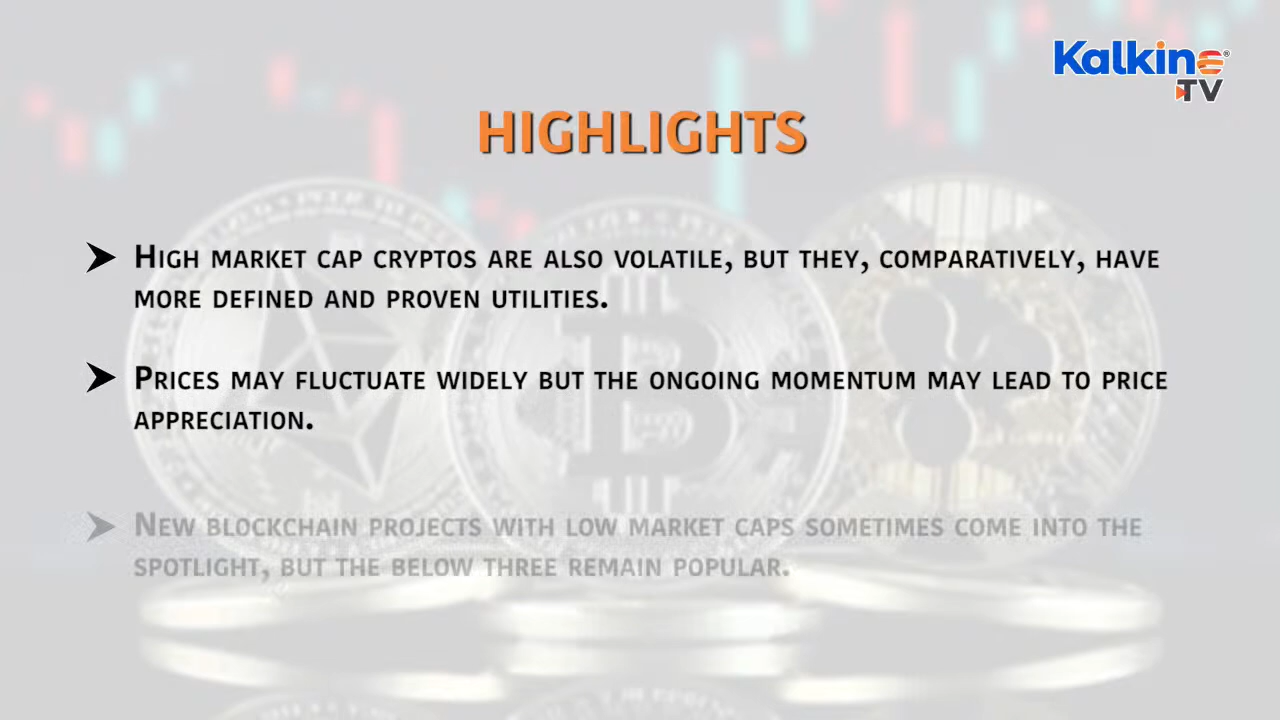 Kalkine®
TV
HIGHLIGHTS
➤ High market cap cryptos are also volatile, but they, comparatively, have
more defined and proven utilities.
➤ Prices may fluctuate widely but the ongoing momentum may lead to price
appreciation.
➤ New blockchain projects with low market caps sometimes come into the
spotlight, but the below three remain popular.